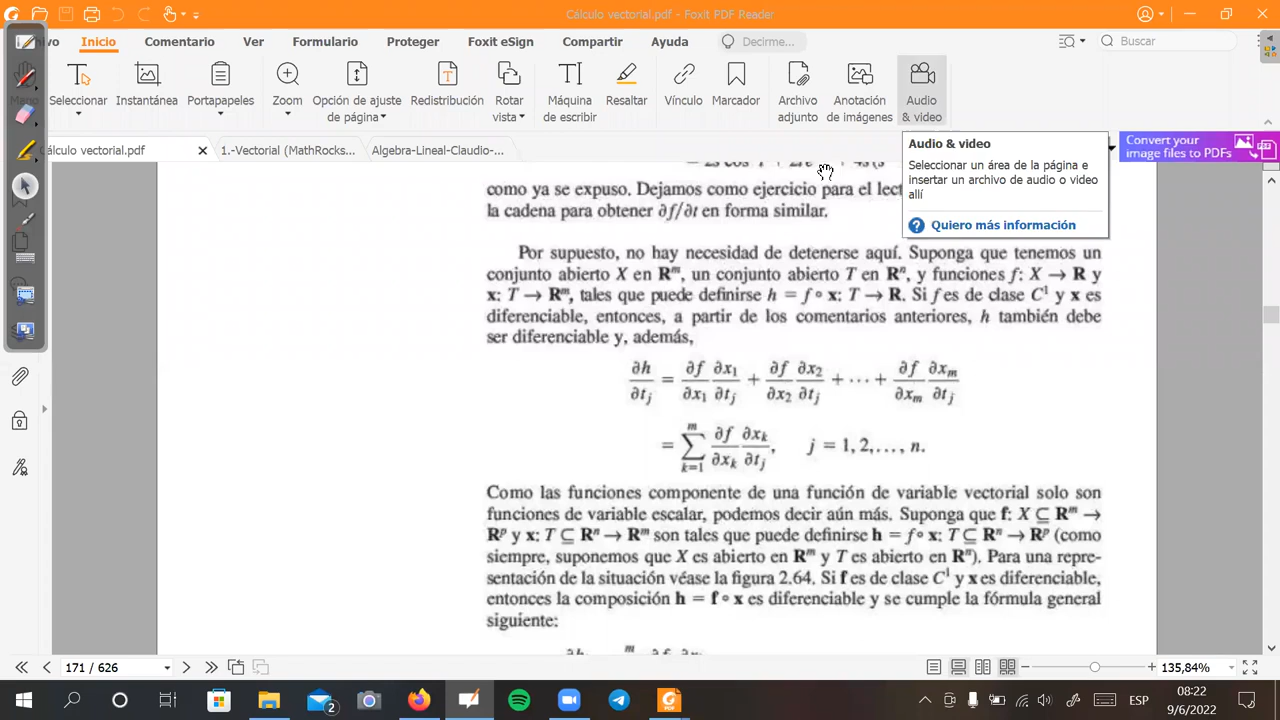 Cálculo vectorial.pdf - Foxit PDF Reader
Inicio
Comentario
Ver
Formulario
Proteger
Foxit eSign
Compartir
Ayuda
Decirme...
Buscar
Mano
Seleccionar
Instantánea
Portapapeles
Zoom
Opción de ajuste
de página
Redistribución
Rotar
vista
Máquina
de escribir
Resaltar
Vínculo
Marcador
Archivo
adjunto
Anotación
de imágenes
Audio
& video
álculo vectorial.pdf
1.-Vectorial (MathRocks...
Algebra-Lineal-Claudio-...
Audio & video
Seleccionar un área de la página e
insertar un archivo de audio o video
allí
Quiero más información
Convert your
image files to PDFs
como ya se expuso. Dejamos como ejercicio para el lect
la cadena para obtener ∂f/∂t en forma similar.
Por supuesto, no hay necesidad de detenerse aquí. Suponga que tenemos un
conjunto abierto X en Rᵐ, un conjunto abierto T en Rⁿ, y funciones f: X → R y
x: T → Rᵐ, tales que puede definirse h = f ∘ x: T → R. Si f es de clase C¹ y x es
diferenciable, entonces, a partir de los comentarios anteriores, h también debe
ser diferenciable y, además,
∂h/∂tⱼ = ∂f/∂x₁ ∂x₁/∂tⱼ + ∂f/∂x₂ ∂x₂/∂tⱼ + ⋯ + ∂f/∂xₘ ∂xₘ/∂tⱼ
= ∑ₖ₌₁ᵐ ∂f/∂xₖ ∂xₖ/∂tⱼ, j = 1, 2,..., n.
Como las funciones componente de una función de variable vectorial solo son
funciones de variable escalar, podemos decir aún más. Suponga que f: X ⊆ Rᵐ →
Rᵖ y x: T ⊆ Rⁿ → Rᵐ son tales que puede definirse h = f ∘ x: T ⊆ Rⁿ → Rᵖ (como
siempre, suponemos que X es abierto en Rᵐ y T es abierto en Rⁿ). Para una repre-
sentación de la situación véase la figura 2.64. Si f es de clase C¹ y x es diferenciable,
entonces la composición h = f ∘ x es diferenciable y se cumple la fórmula general
siguiente:
171 / 626
135,84%
2
ESP
08:22
9/6/2022